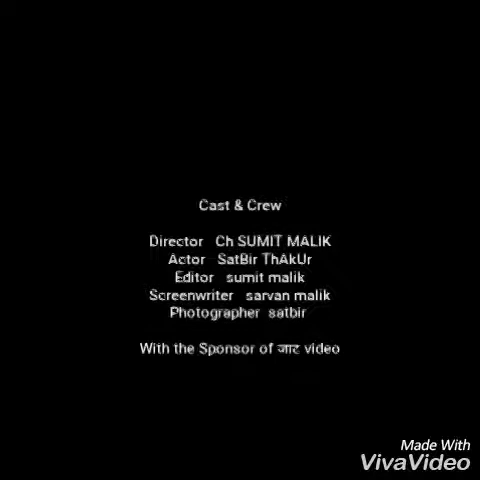 Cast & Crew
Director Ch SUMIT MALIK
Actor SatBir ThAkUr
Editor sumit malik
Screenwriter sarvan malik
Photographer satbir
With the Sponsor of जाट video
Made With
VivaVideo